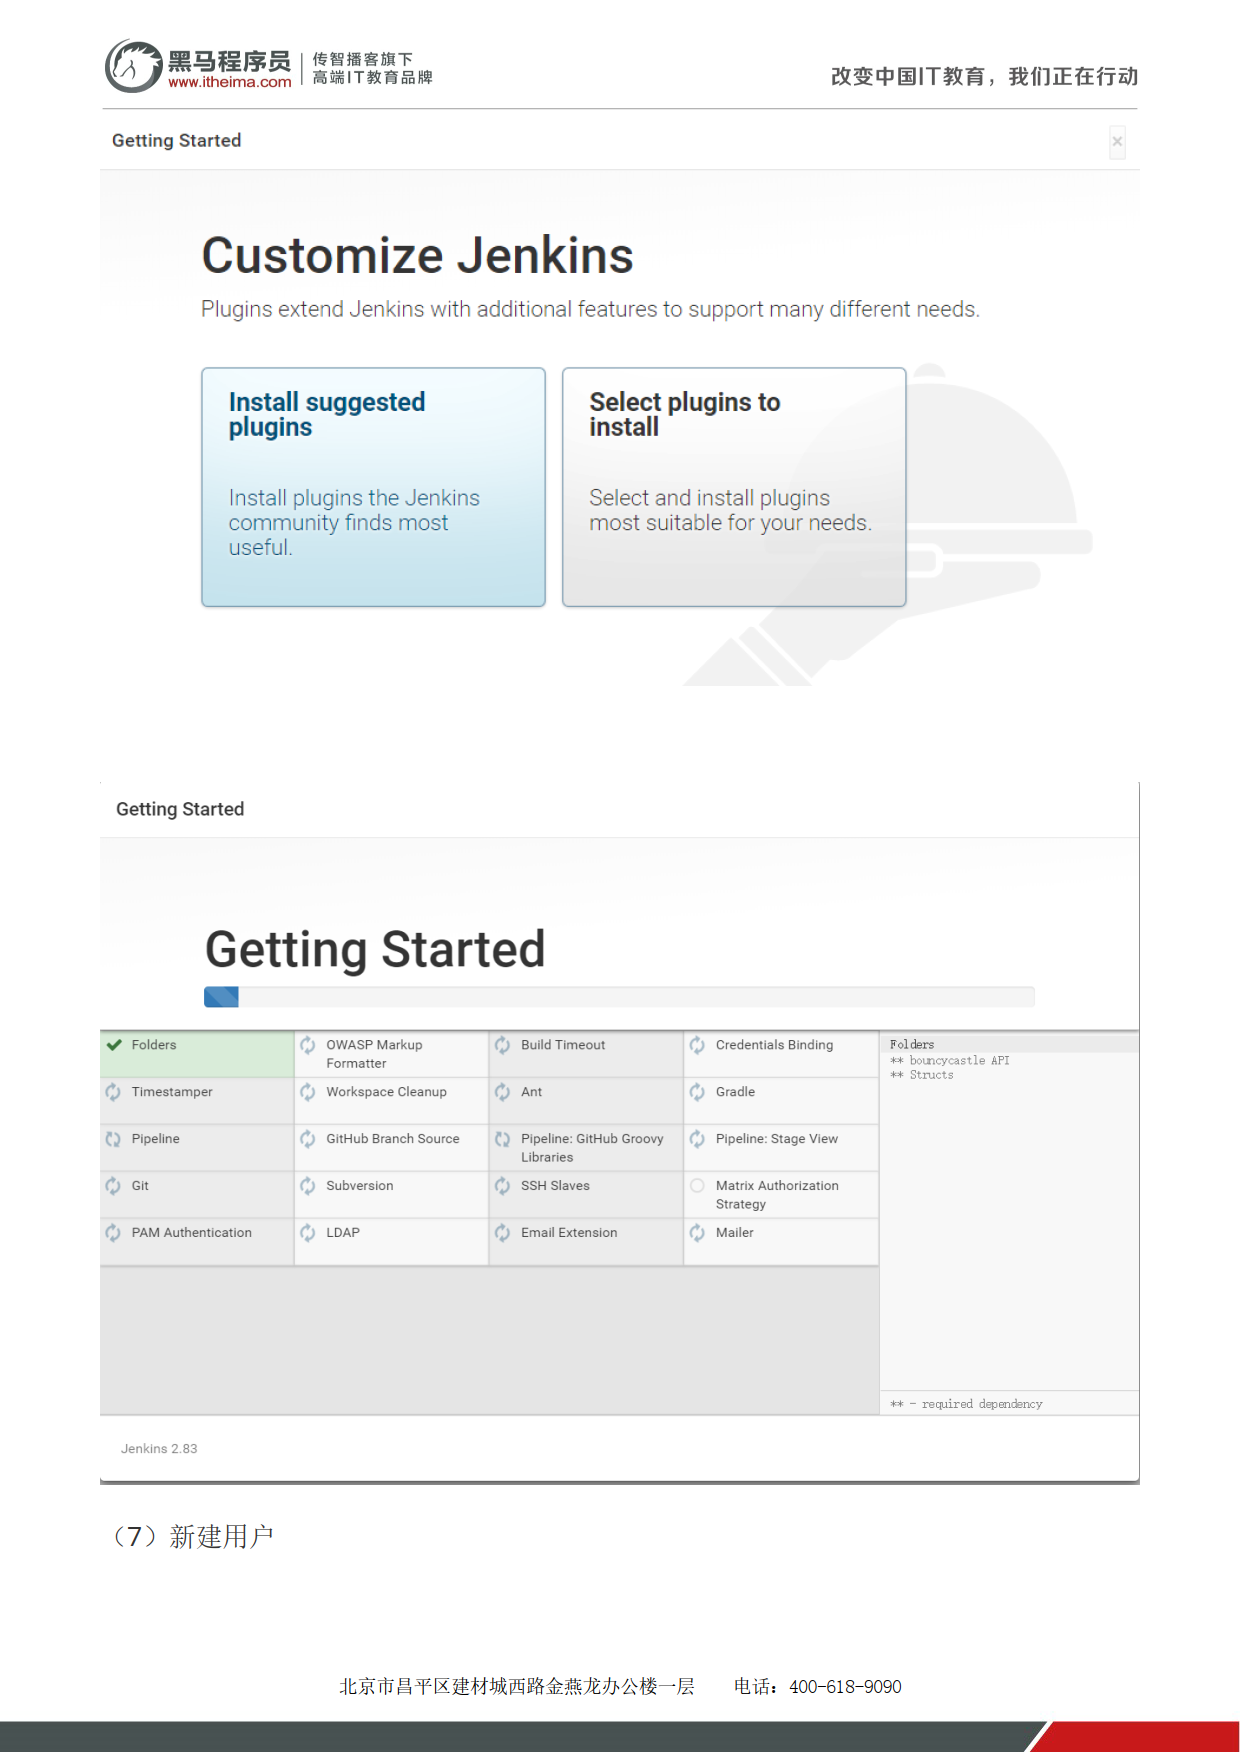 黑马程序员
www.itheima.com
传智播客旗下
高端IT教育品牌
改变中国IT教育，我们正在行动
Getting Started
×
Customize Jenkins
Plugins extend Jenkins with additional features to support many different needs.
Install suggested
plugins
Install plugins the Jenkins
community finds most
useful.
Select plugins to
install
Select and install plugins
most suitable for your needs.
Getting Started
Getting Started
Folders
OWASP Markup
Formatter
Build Timeout
Credentials Binding
Timestamper
Workspace Cleanup
Ant
Gradle
Pipeline
GitHub Branch Source
Pipeline: GitHub Groovy
Libraries
Pipeline: Stage View
Git
Subversion
SSH Slaves
Matrix Authorization
Strategy
PAM Authentication
LDAP
Email Extension
Mailer
Folders
** bouncycastle API
** Structs
** - required dependency
Jenkins 2.83
（7）新建用户
北京市昌平区建材城西路金燕龙办公楼一层 电话：400-618-9090